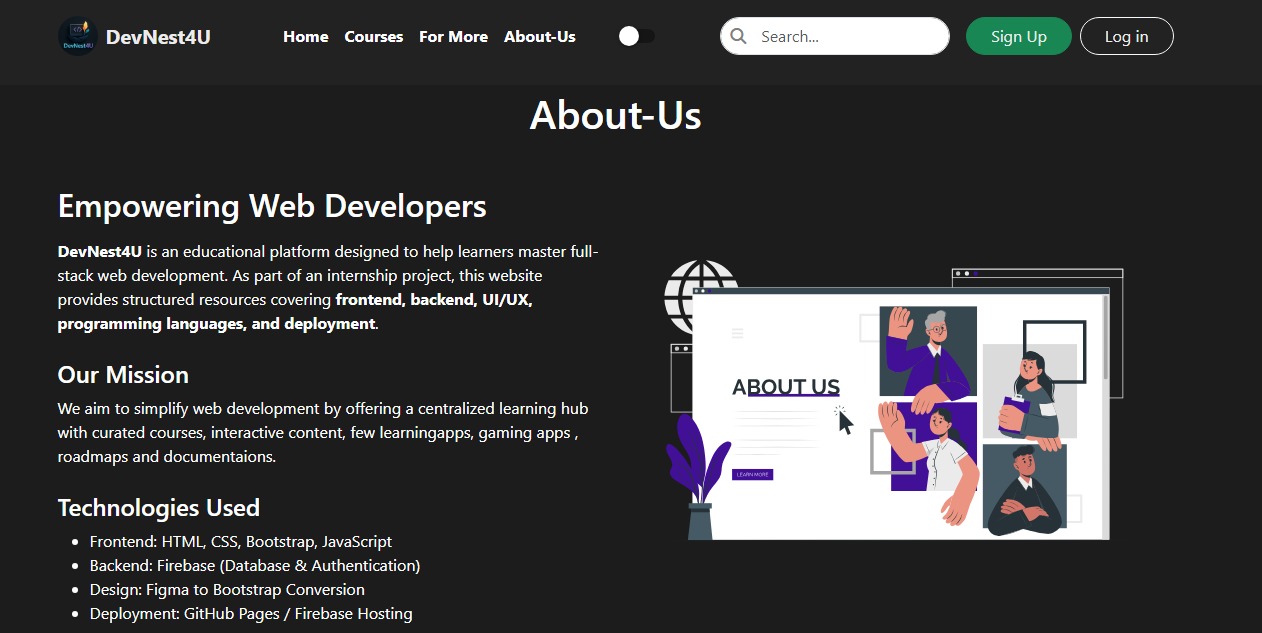 DevNest4U
DevNest4U
Home
Courses
For More
About-Us
Search...
Sign Up
Log in
About-Us
Empowering Web Developers
DevNest4U is an educational platform designed to help learners master full-
stack web development. As part of an internship project, this website
provides structured resources covering frontend, backend, UI/UX,
programming languages, and deployment.
Our Mission
We aim to simplify web development by offering a centralized learning hub
with curated courses, interactive content, few learningapps, gaming apps ,
roadmaps and documentaions.
Technologies Used
Frontend: HTML, CSS, Bootstrap, JavaScript
Backend: Firebase (Database & Authentication)
Design: Figma to Bootstrap Conversion
Deployment: GitHub Pages / Firebase Hosting
ABOUT US
LEARN MORE